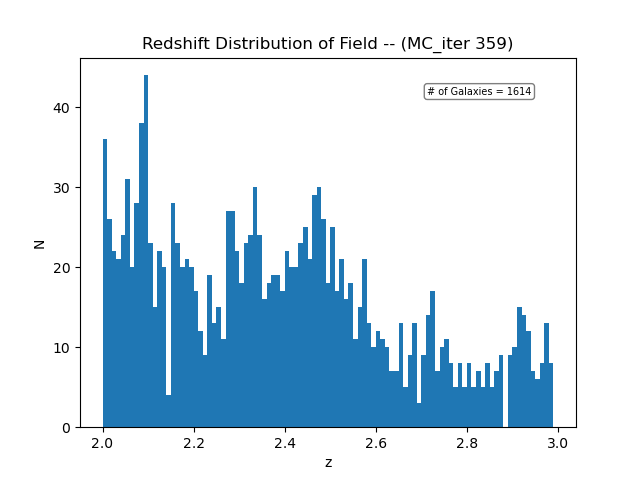 Redshift Distribution of Field -- (MC_iter 359)
# of Galaxies = 1614
N
40
30
20
10
0
2.0 2.2 2.4 2.6 2.8 3.0
z